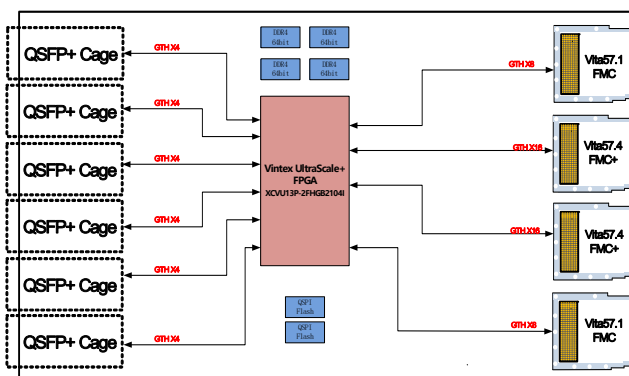 QSFP+ Cage
GTH X4
QSFP+ Cage
GTH X4
QSFP+ Cage
GTH X4
QSFP+ Cage
GTH X4
QSFP+ Cage
GTH X4
QSFP+ Cage
GTH X4
DDR4
64bit
DDR4
64bit
DDR4
64bit
DDR4
64bit
Vintex UltraScale+
FPGA
XCVU13P-2FHGB2104I
QSPI
Flash
QSPI
Flash
GTH X8
Vita57.1
FMC
GTH X16
Vita57.4
FMC+
GTH X16
Vita57.4
FMC+
GTH X8
Vita57.1
FMC